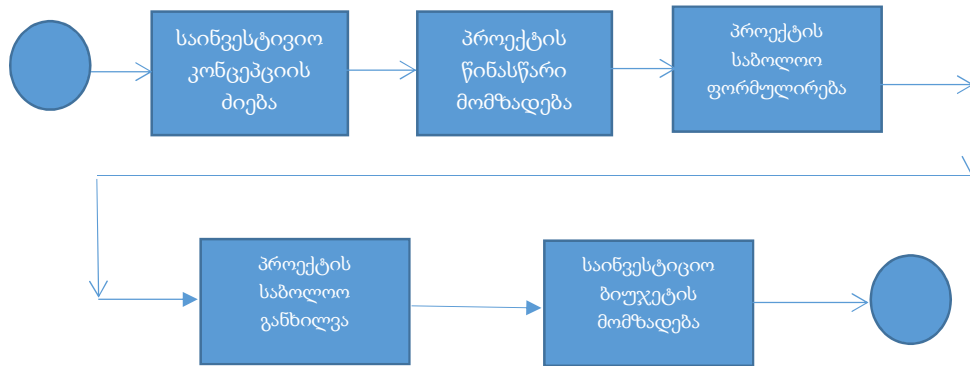 საინვესტივიო
კონცეპციის
ძიება
პროექტის
წინასწარი
მომზადება
პროექტის
საბოლოო
ფორმულირება
პროექტის
საბოლოო
განხილვა
საინვესტიციო
ბიუჯეტის
მომზადება